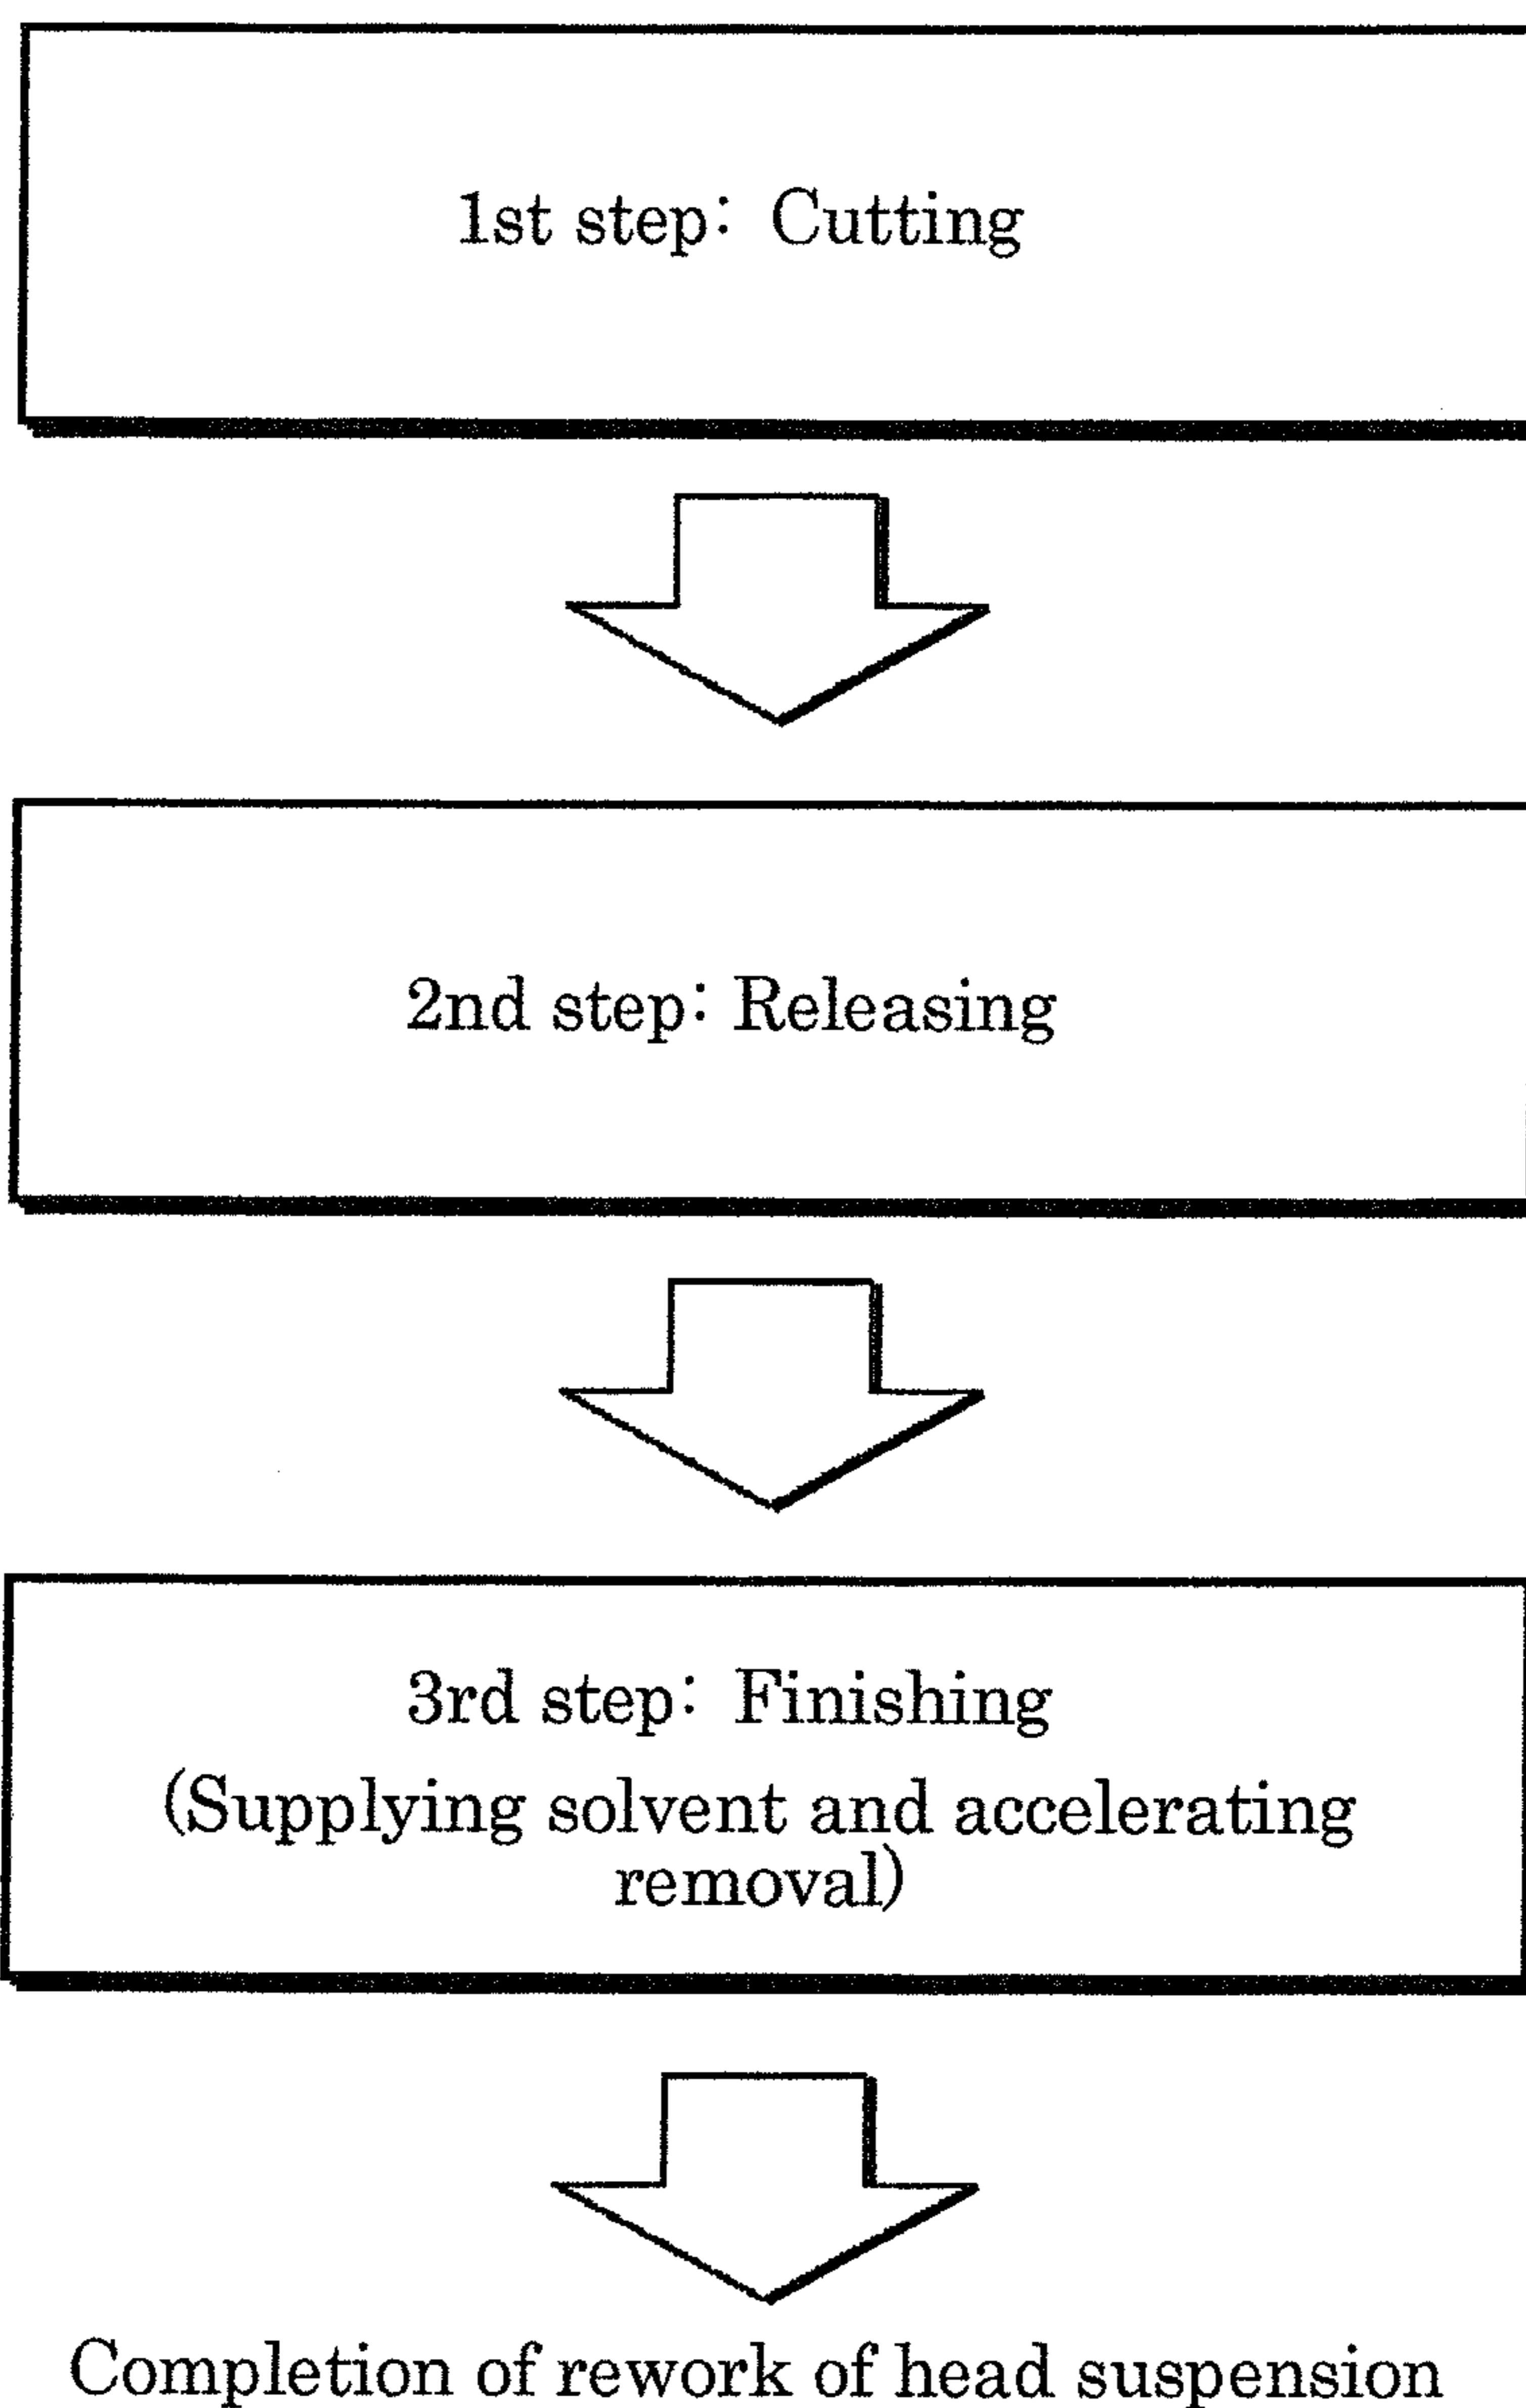 1st step: Cutting
2nd step: Releasing
3rd step: Finishing
(Supplying solvent and accelerating
removal)
Completion of rework of head suspension